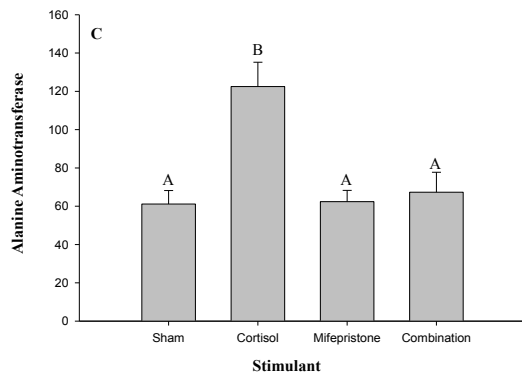 C
Alanine Aminotransferase
160
140
120
100
80
60
40
20
0
A
B
A
A
Sham Cortisol Mifepristone Combination
Stimulant